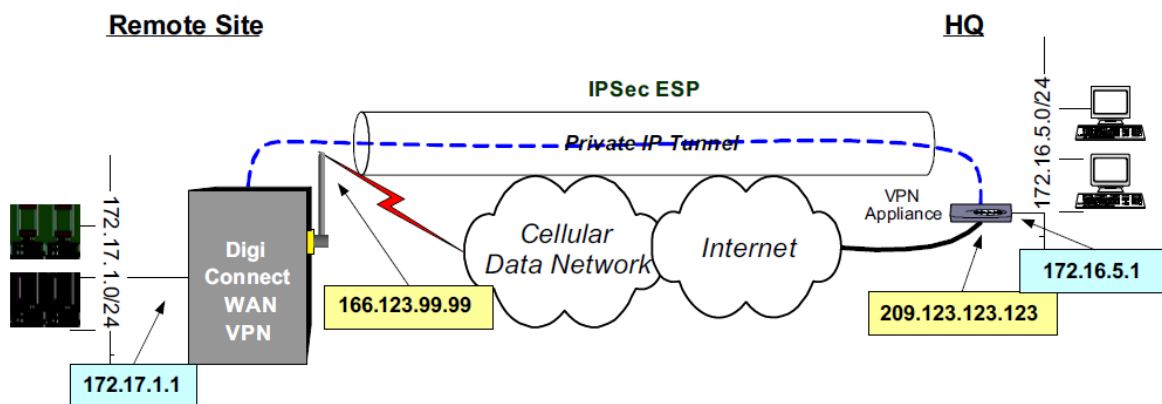 Remote Site
HQ
IPSec ESP
Private IP Tunnel
172.16.5.0/24
VPN
Appliance
172.17.1.0/24
Digi
Connect
WAN
VPN
Cellular
Data Network
Internet
166.123.99.99
172.16.5.1
209.123.123.123
172.17.1.1